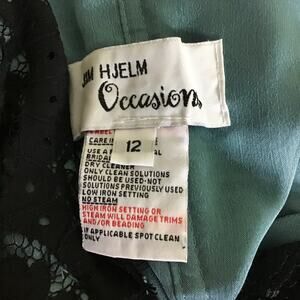 JIM HJELM
Occasions
12
LABEL
CARE
USE A
BRIDAL
DRY CLEANER
ONLY CLEAN SOLUTIONS
SHOULD BE USED-NOT
SOLUTIONS PREVIOUSLY USED
LOW IRON SETTING
NO STEAM
HIGH IRON SETTING OR
STEAM WILL DAMAGE TRIMS
AND/OR BEADING
IF APPLICABLE SPOT CLEAN
ONLY